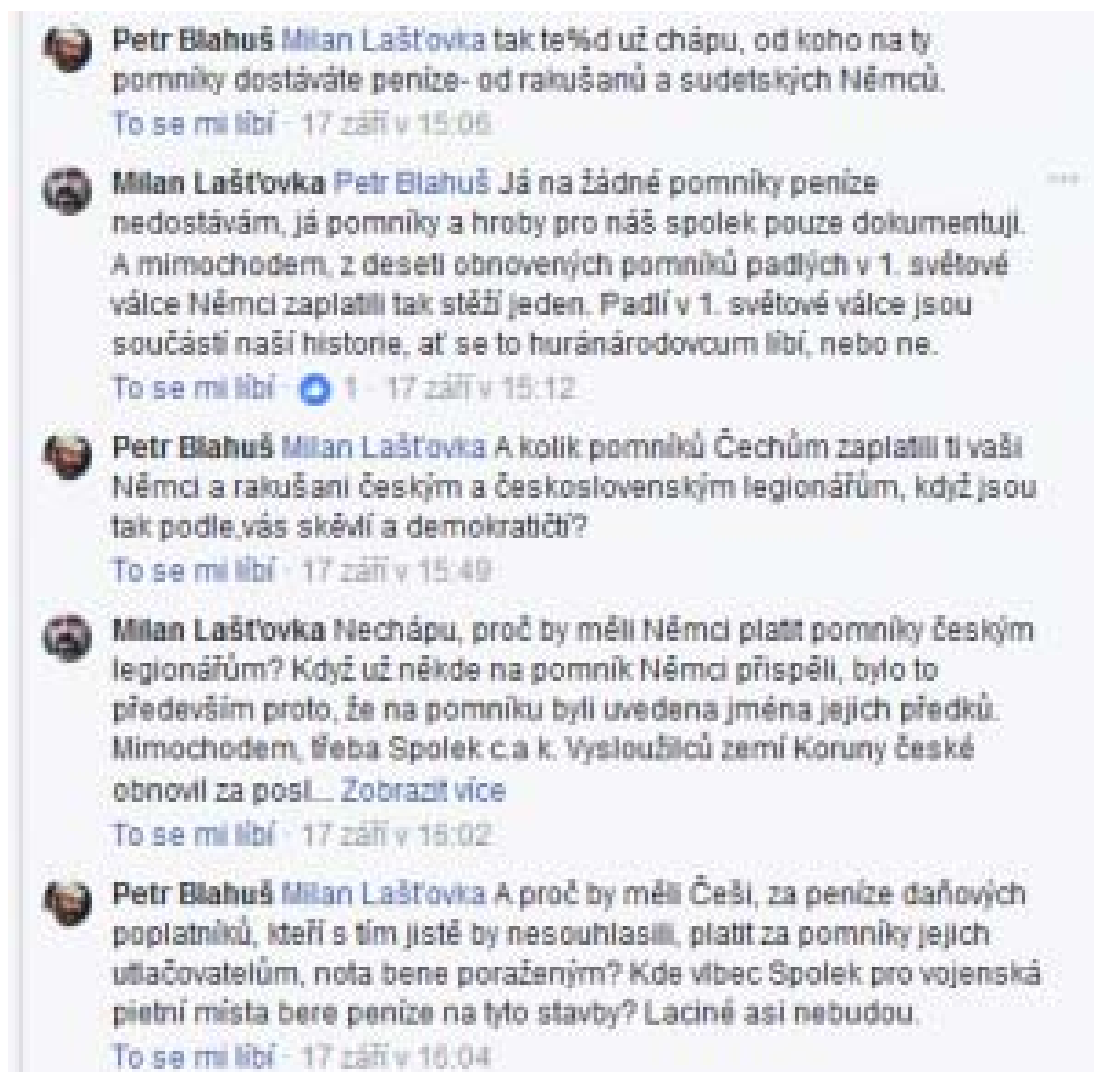 Petr Blahuš Milan Lašťovka tak te%d už chápu, od koho na ty
pomníky dostáváte peníze- od rakušanů a sudetských Němců.
To se mi líbí · 17 září v 15:06
Milan Lašťovka Petr Blahuš Já na žádné pomníky peníze
nedostávám, já pomníky a hroby pro náš spolek pouze dokumentuji.
A mimochodem, z deseti obnovených pomníků padlých v 1. světové
válce Němci zaplatili tak stěží jeden. Padlí v 1. světové válce jsou
součástí naší historie, ať se to huránárodovcum líbí, nebo ne.
To se mi líbí · 1 · 17 září v 15:12
Petr Blahuš Milan Lašťovka A kolik pomníků Čechům zaplatili ti vaši
Němci a rakušani českým a československým legionářům, když jsou
tak podle,vás skěvlí a demokratičtí?
To se mi líbí · 17 září v 15:49
Milan Lašťovka Nechápu, proč by měli Němci platit pomníky českým
legionářům? Když už někde na pomník Němci přispěli, bylo to
především proto, že na pomníku byli uvedena jména jejich předků.
Mimochodem, třeba Spolek c.a k. Vysloužilců zemí Koruny české
obnovil za posl... Zobrazit více
To se mi líbí · 17 září v 16:02
Petr Blahuš Milan Lašťovka A proč by měli Češi, za peníze daňových
poplatníků, kteří s tím jistě by nesouhlasili, platit za pomníky jejich
utlačovatelům, nota bene poraženým? Kde vlbec Spolek pro vojenská
pietní místa bere peníze na tyto stavby? Laciné asi nebudou.
To se mi líbí · 17 září v 16:04